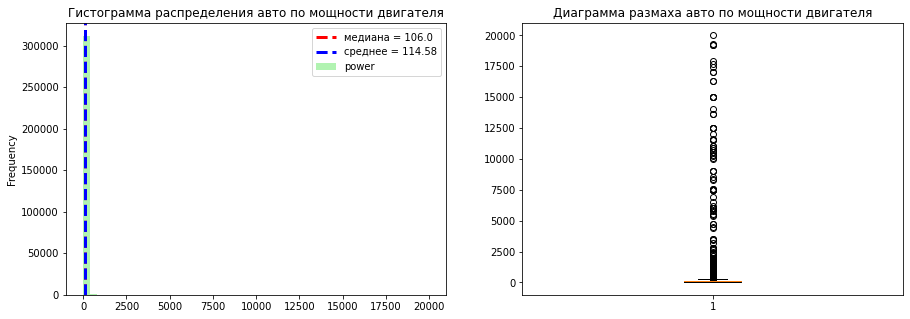 Гистограмма распределения авто по мощности двигателя
медиана = 106.0
среднее = 114.58
power
Frequency
300000
250000
200000
150000
100000
50000
0
0 2500 5000 7500 10000 12500 15000 17500 20000
Диаграмма размаха авто по мощности двигателя
20000
17500
15000
12500
10000
7500
5000
2500
0
1